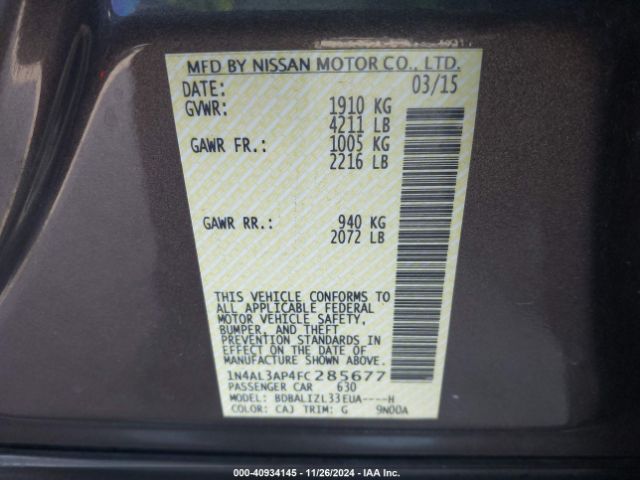 MFD BY NISSAN MOTOR CO., LTD.
DATE: 03/15
GVWR: 1910 KG
4211 LB
GAWR FR.: 1005 KG
2216 LB
GAWR RR.: 940 KG
2072 LB
THIS VEHICLE CONFORMS TO
ALL APPLICABLE FEDERAL
MOTOR VEHICLE SAFETY,
BUMPER, AND THEFT
PREVENTION STANDARDS
IN EFFECT ON THE DATE OF
MANUFACTURE SHOWN ABOVE.
1N4AL3AP4FC285677
PASSENGER CAR 630
MODEL: BDBALIZL33EUA----H
COLOR: CAJ TRIM: G 9N00A
000-40934145 - 11/26/2024 - IAA Inc.